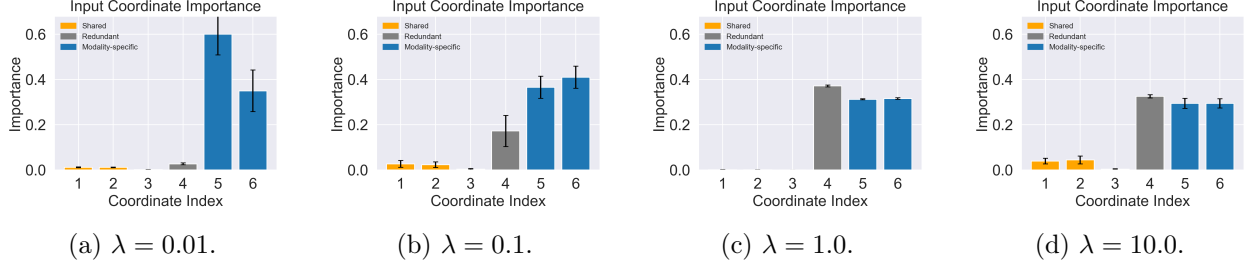 Input Coordinate Importance
Shared
Redundant
Modality-specific
Importance
0.6
0.4
0.2
0.0
1 2 3 4 5 6
Coordinate Index
(a) λ = 0.01.
Input Coordinate Importance
Shared
Redundant
Modality-specific
Importance
0.6
0.4
0.2
0.0
1 2 3 4 5 6
Coordinate Index
(b) λ = 0.1.
Input Coordinate Importance
Shared
Redundant
Modality-specific
Importance
0.6
0.4
0.2
0.0
1 2 3 4 5 6
Coordinate Index
(c) λ = 1.0.
Input Coordinate Importance
Shared
Redundant
Modality-specific
Importance
0.6
0.4
0.2
0.0
1 2 3 4 5 6
Coordinate Index
(d) λ = 10.0.